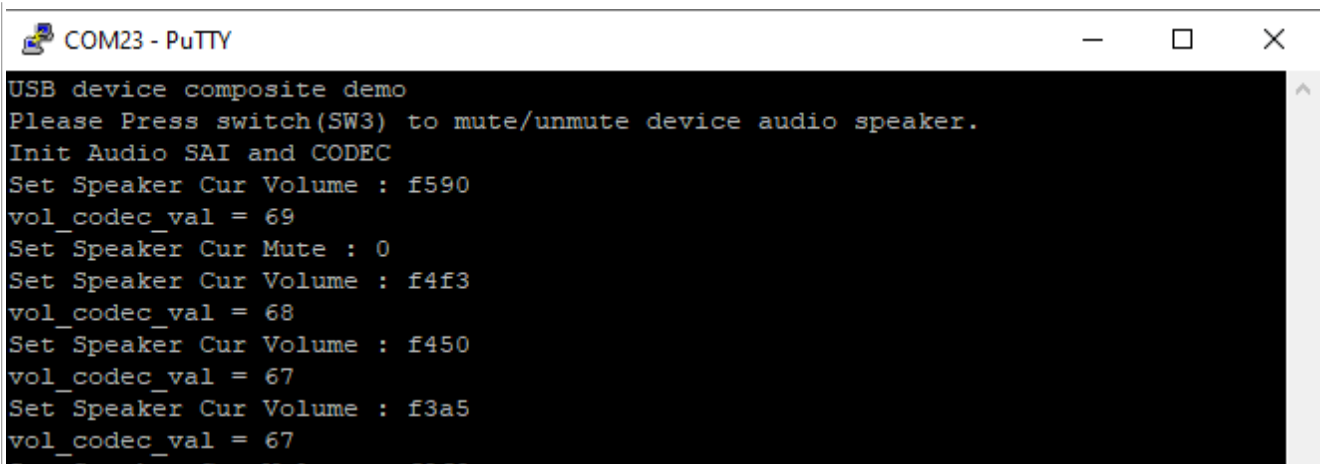 COM23 - PuTTY
USB device composite demo
Please Press switch(SW3) to mute/unmute device audio speaker.
Init Audio SAI and CODEC
Set Speaker Cur Volume : f590
vol_codec_val = 69
Set Speaker Cur Mute : 0
Set Speaker Cur Volume : f4f3
vol_codec_val = 68
Set Speaker Cur Volume : f450
vol_codec_val = 67
Set Speaker Cur Volume : f3a5
vol_codec_val = 67